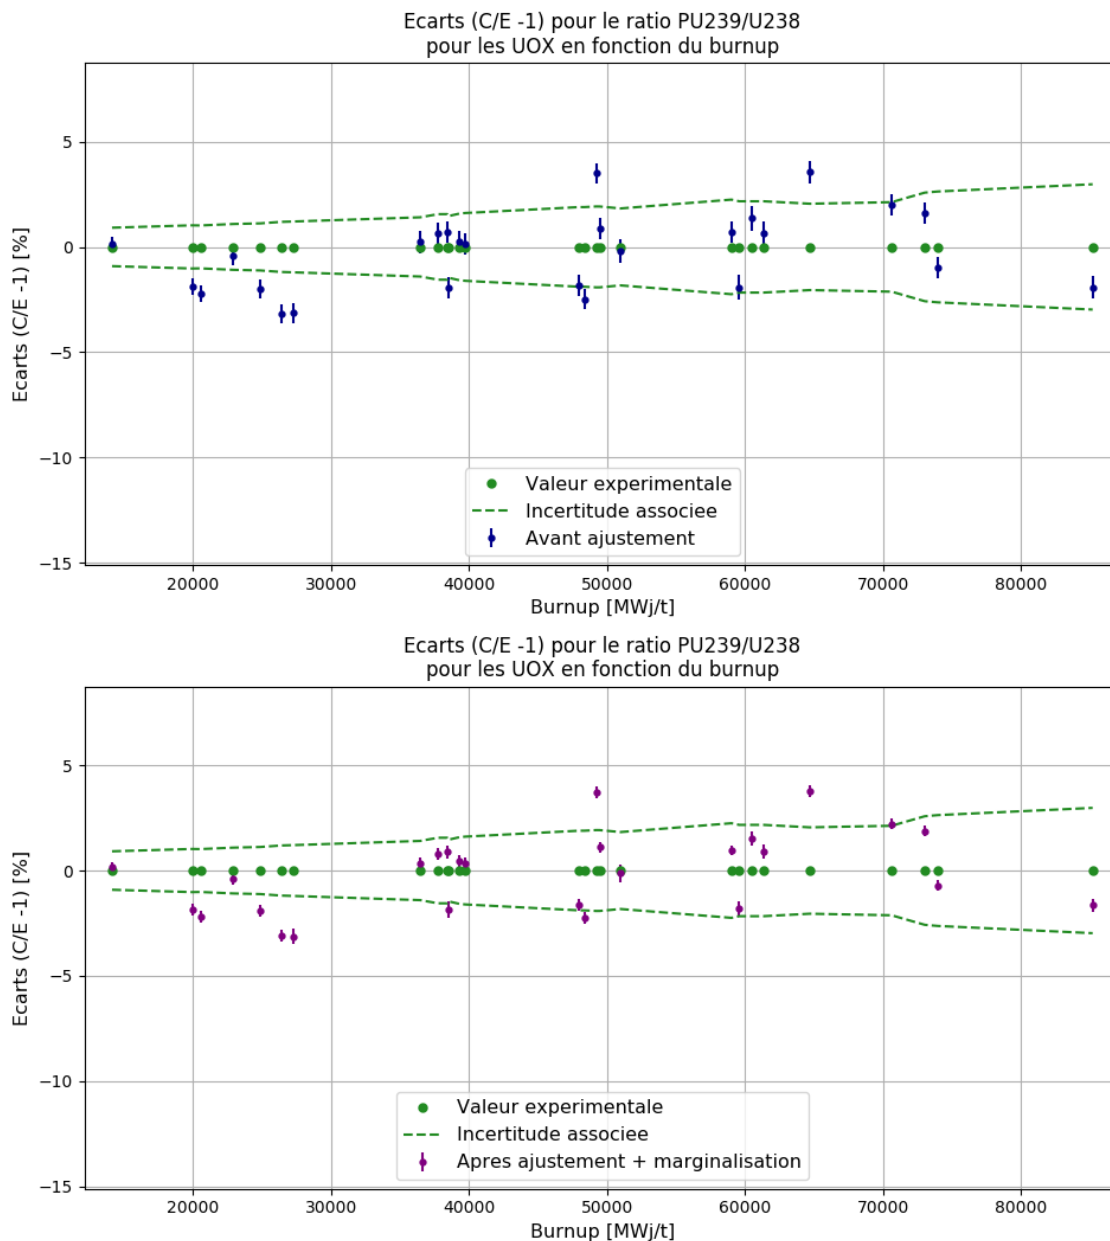 Ecarts (C/E -1) pour le ratio PU239/U238
pour les UOX en fonction du burnup
Ecarts (C/E -1) [%]
5
0
−5
−10
−15
Valeur experimentale
Incertitude associee
Avant ajustement
20000 30000 40000 50000 60000 70000 80000
Burnup [MWj/t]
Ecarts (C/E -1) pour le ratio PU239/U238
pour les UOX en fonction du burnup
Ecarts (C/E -1) [%]
5
0
−5
−10
−15
Valeur experimentale
Incertitude associee
Apres ajustement + marginalisation
20000 30000 40000 50000 60000 70000 80000
Burnup [MWj/t]